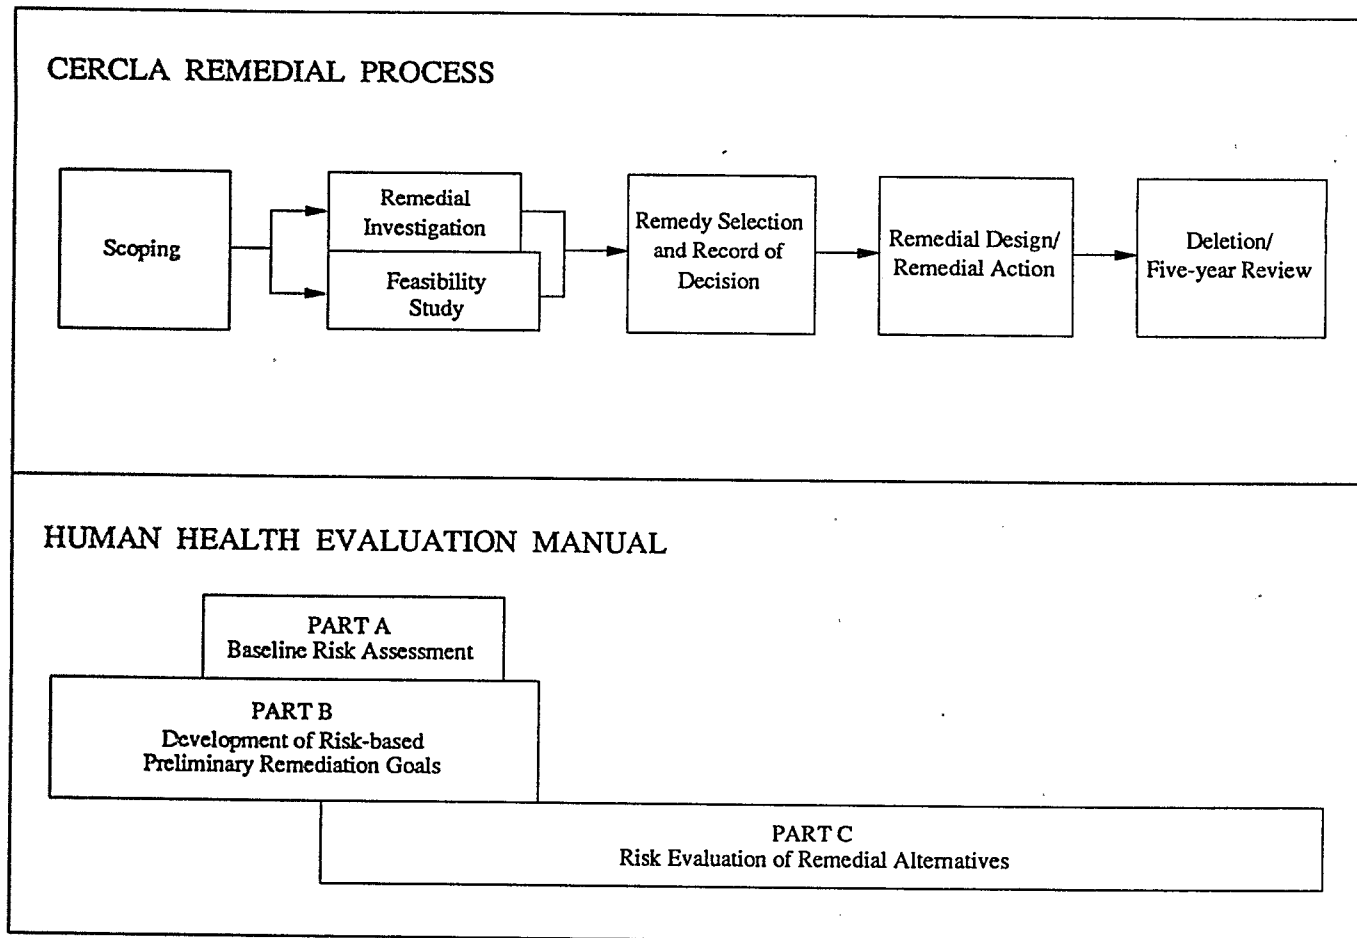 CERCLA REMEDIAL PROCESS
Scoping
Remedial
Investigation
Feasibility
Study
Remedy Selection
and Record of
Decision
Remedial Design/
Remedial Action
Deletion/
Five-year Review
HUMAN HEALTH EVALUATION MANUAL
PART A
Baseline Risk Assessment
PART B
Development of Risk-based
Preliminary Remediation Goals
PART C
Risk Evaluation of Remedial Alternatives